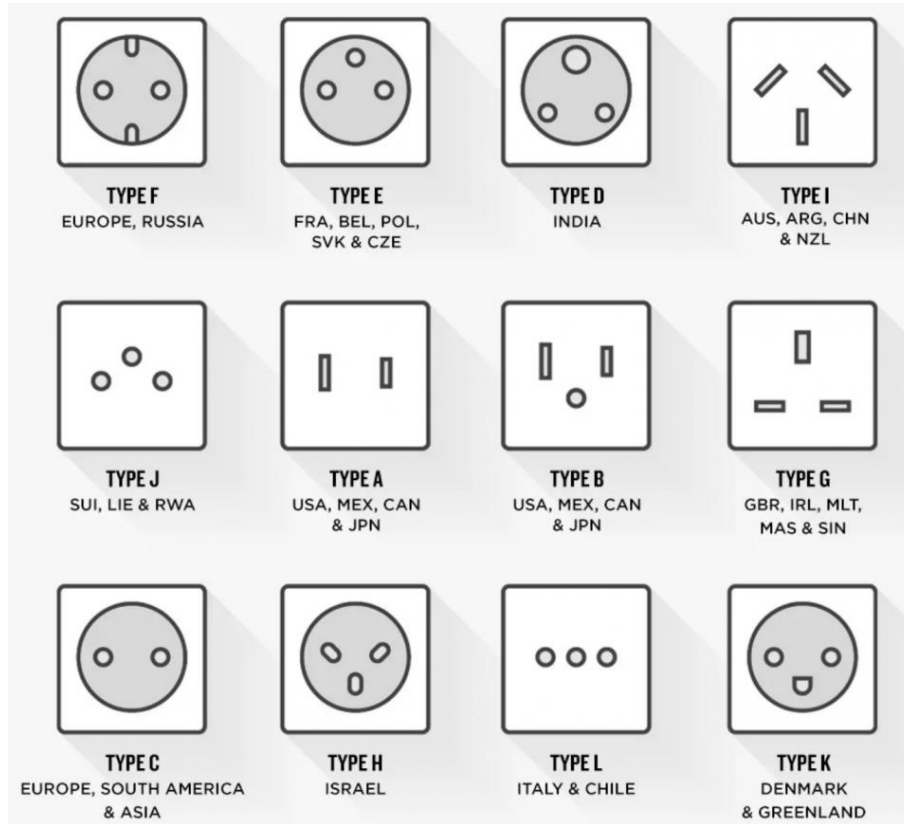 TYPE F
EUROPE, RUSSIA
TYPE E
FRA, BEL, POL,
SVK & CZE
TYPE D
INDIA
TYPE I
AUS, ARG, CHN
& NZL
TYPE J
SUI, LIE & RWA
TYPE A
USA, MEX, CAN
& JPN
TYPE B
USA, MEX, CAN
& JPN
TYPE G
GBR, IRL, MLT,
MAS & SIN
TYPE C
EUROPE, SOUTH AMERICA
& ASIA
TYPE H
ISRAEL
TYPE L
ITALY & CHILE
TYPE K
DENMARK
& GREENLAND